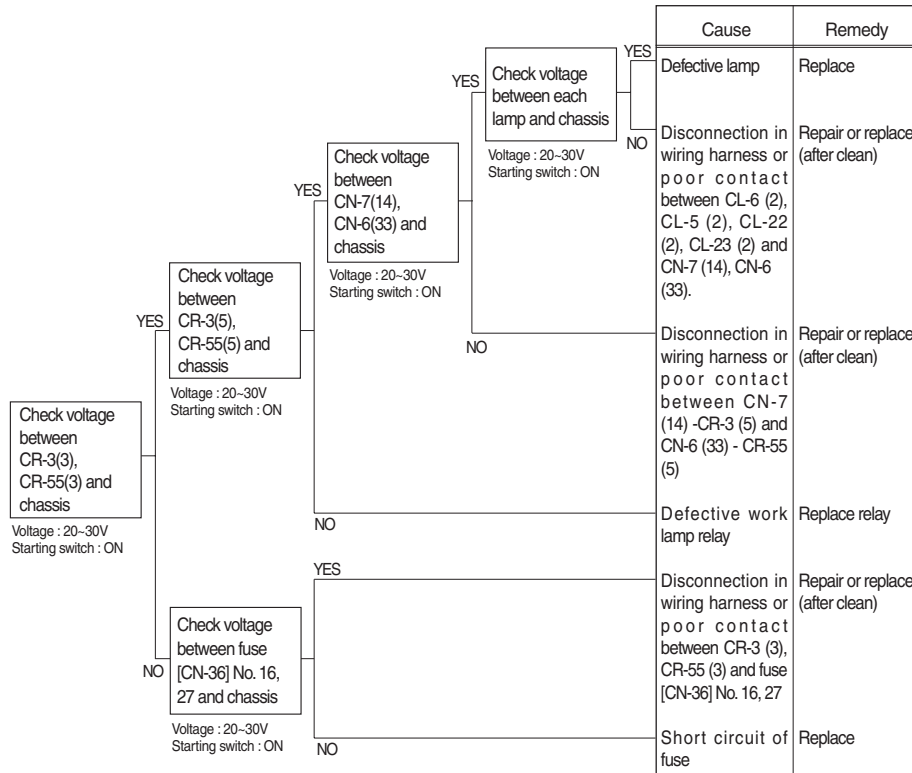 Cause
Remedy
YES
Defective lamp
Replace
YES
Check voltage
between each
lamp and chassis
Voltage : 20~30V
Starting switch : ON
NO
Disconnection in
wiring harness or
poor contact
between CL-6 (2),
CL-5 (2), CL-22
(2), CL-23 (2) and
CN-7 (14), CN-6
(33).
Repair or replace
(after clean)
YES
Check voltage
between
CN-7(14),
CN-6(33) and
chassis
Voltage : 20~30V
Starting switch : ON
NO
Disconnection in
wiring harness or
poor contact
between CN-7
(14) -CR-3 (5) and
CN-6 (33) - CR-55
(5)
Repair or replace
(after clean)
YES
Check voltage
between
CR-3(5),
CR-55(5) and
chassis
Voltage : 20~30V
Starting switch : ON
NO
Defective work
lamp relay
Replace relay
Check voltage
between
CR-3(3),
CR-55(3) and
chassis
Voltage : 20~30V
Starting switch : ON
YES
Disconnection in
wiring harness or
poor contact
between CR-3 (3),
CR-55 (3) and fuse
[CN-36] No. 16, 27
Repair or replace
(after clean)
NO
Check voltage
between fuse
[CN-36] No. 16,
27 and chassis
Voltage : 20~30V
Starting switch : ON
NO
Short circuit of
fuse
Replace